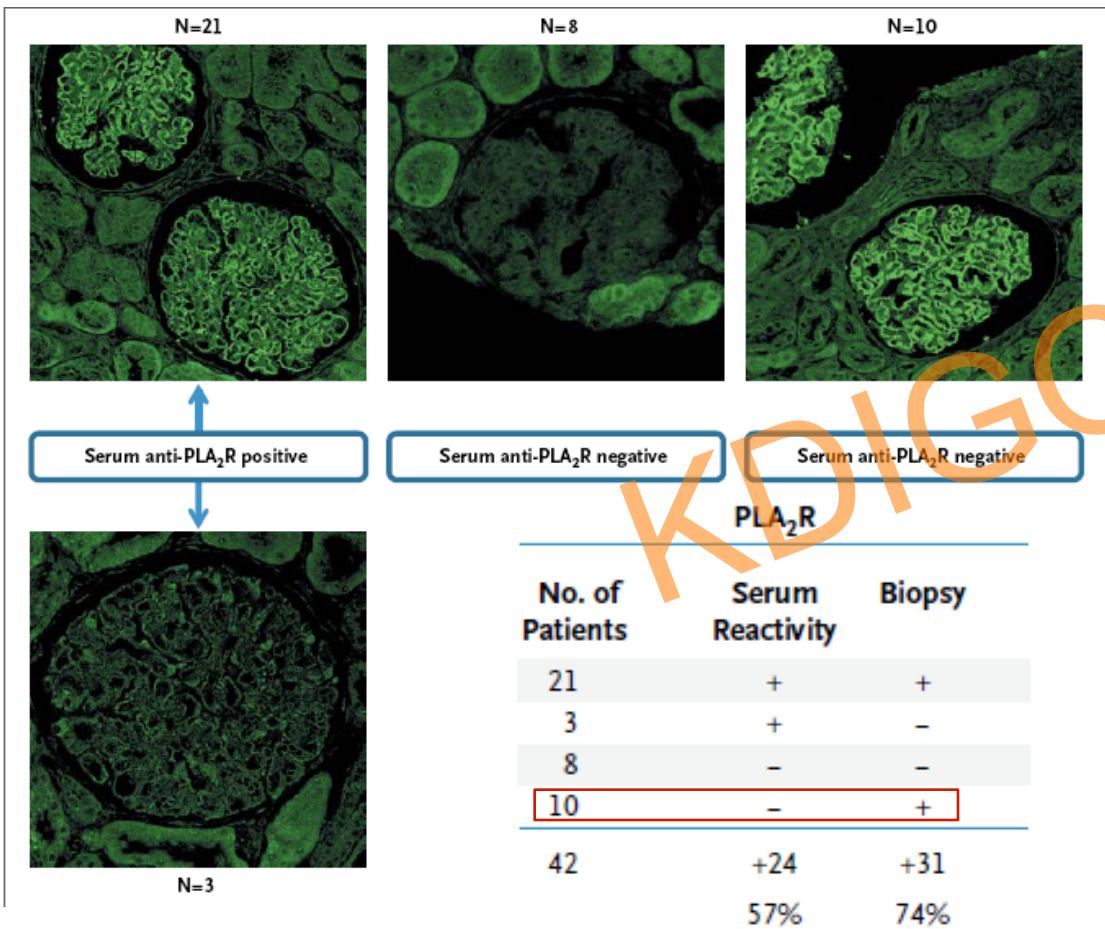 N=21
N=8
N=10
Serum anti-PLA₂R positive
Serum anti-PLA₂R negative
Serum anti-PLA₂R negative
KDIGO
N=3
PLA₂R
No. of Patients
Serum Reactivity
Biopsy
21 + +
3 + –
8 – –
10 – +
42 +24 +31
57% 74%